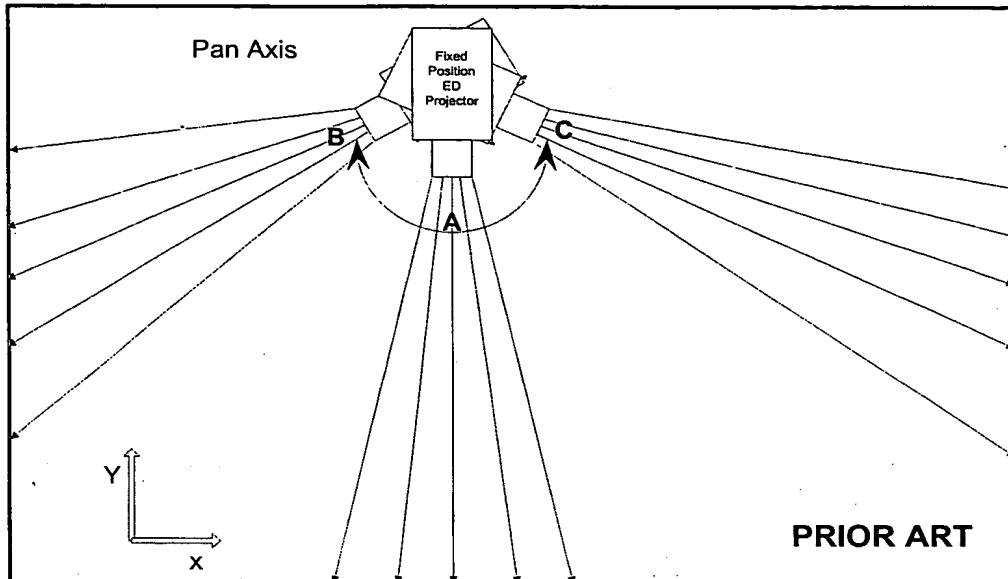 Pan Axis
Fixed
Position
ED
Projector
B
C
A
Y
x
PRIOR ART